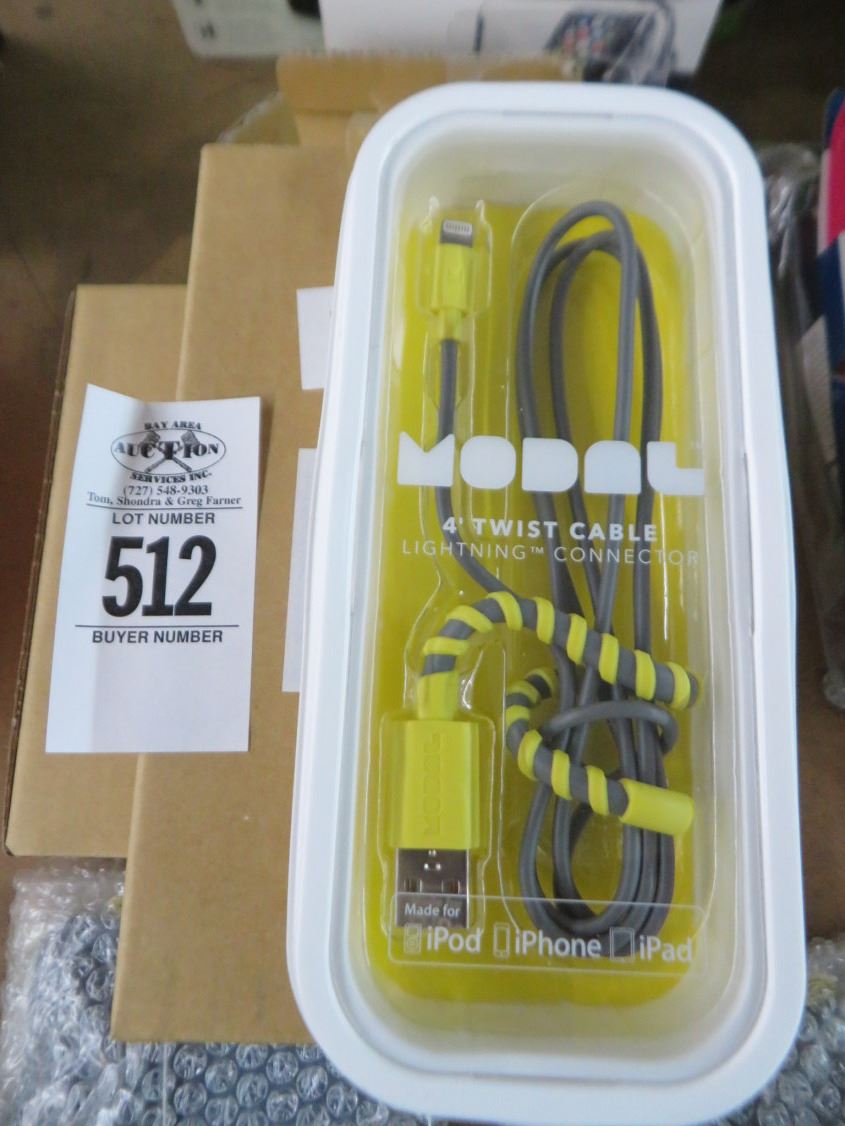 BAY AREA
AUCTION
SERVICES INC.
(727) 548-9303
Tom, Shondra & Greg Farner
LOT NUMBER
512
BUYER NUMBER
MODAL
4' TWIST CABLE
LIGHTNING™ CONNECTOR
MODAL
Made for
iPod iPhone iPad